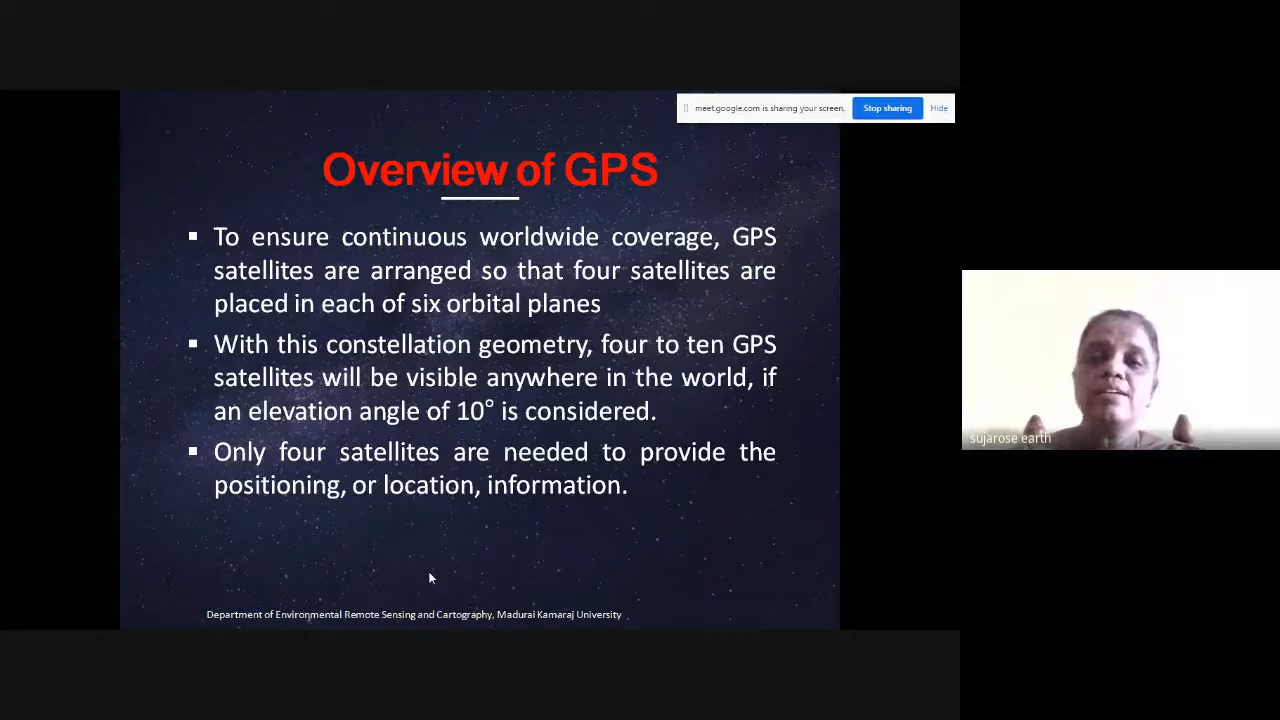 meet.google.com is sharing your screen.
Stop sharing
Hide
Overview of GPS
▪ To ensure continuous worldwide coverage, GPS
satellites are arranged so that four satellites are
placed in each of six orbital planes
▪ With this constellation geometry, four to ten GPS
satellites will be visible anywhere in the world, if
an elevation angle of 10° is considered.
▪ Only four satellites are needed to provide the
positioning, or location, information.
Department of Environmental Remote Sensing and Cartography, Madurai Kamaraj University
sujarose earth